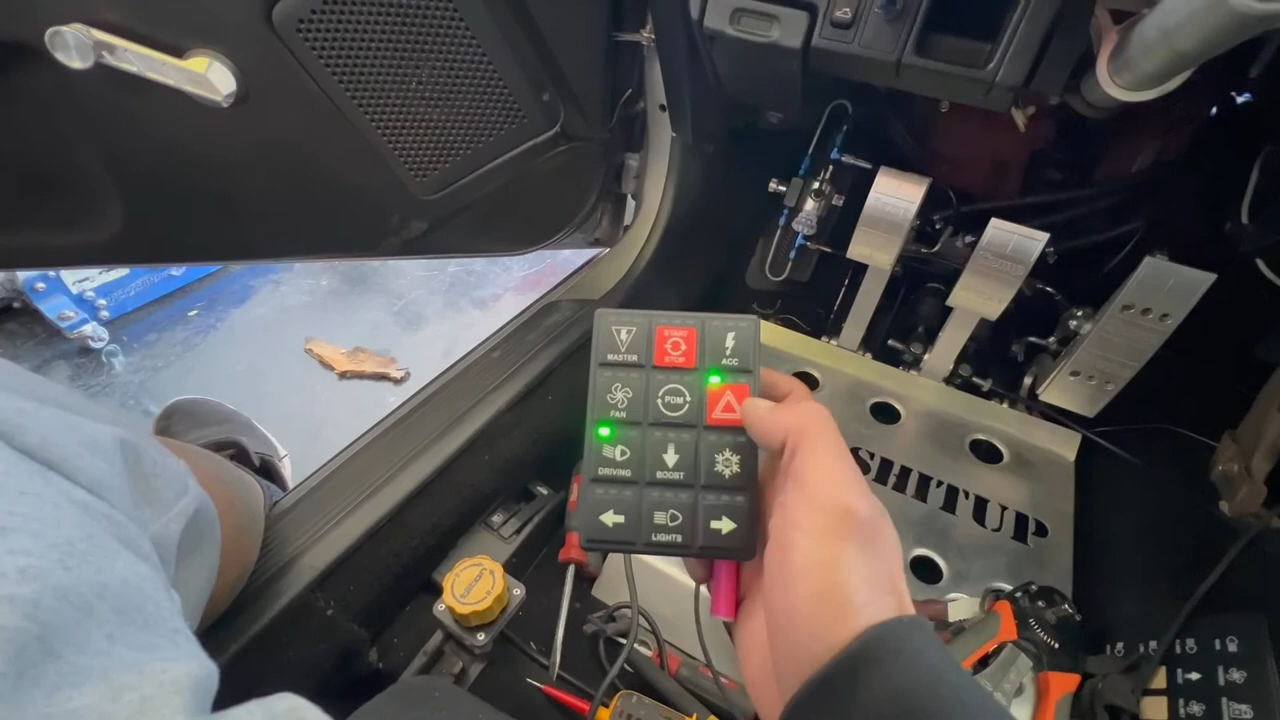 MASTER
START
STOP
ACC
FAN
PDM
DRIVING
BOOST
LIGHTS
SHITUP